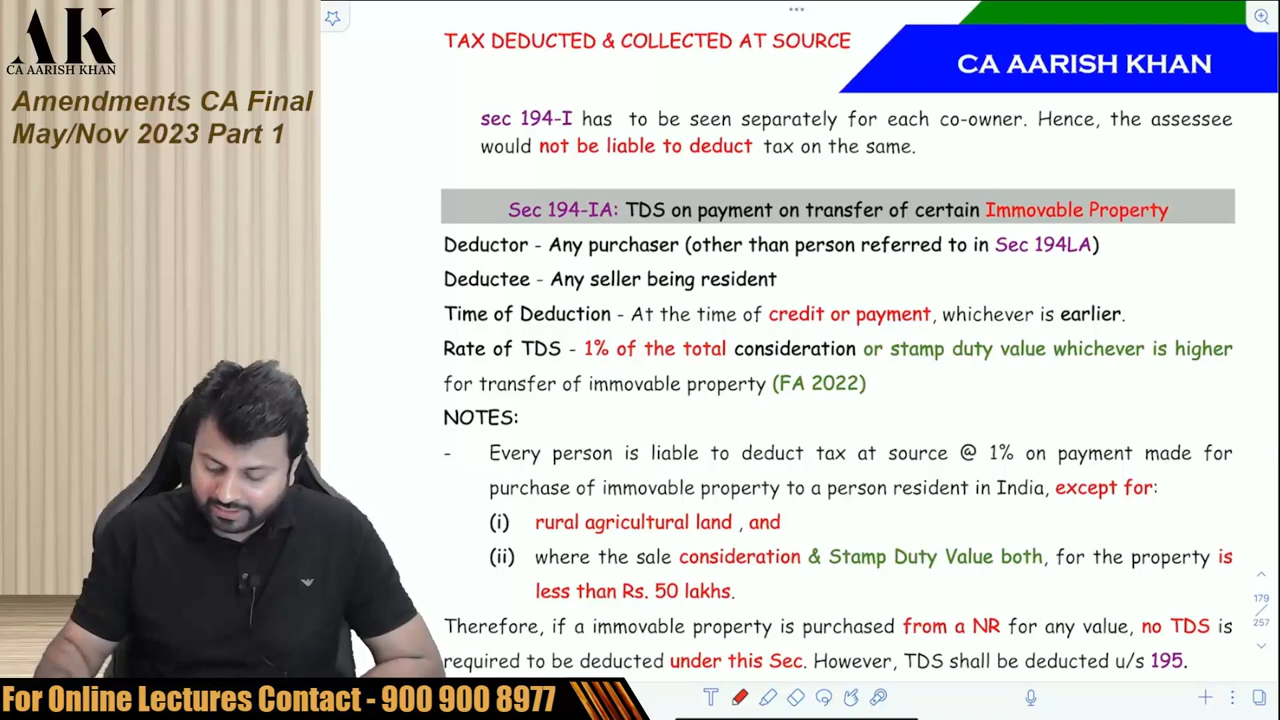 AK
CA AARISH KHAN
Amendments CA Final
May/Nov 2023 Part 1
TAX DEDUCTED & COLLECTED AT SOURCE
CA AARISH KHAN
sec 194-I has to be seen separately for each co-owner. Hence, the assessee
would not be liable to deduct tax on the same.
Sec 194-IA: TDS on payment on transfer of certain Immovable Property
Deductor - Any purchaser (other than person referred to in Sec 194LA)
Deductee - Any seller being resident
Time of Deduction - At the time of credit or payment, whichever is earlier.
Rate of TDS - 1% of the total consideration or stamp duty value whichever is higher
for transfer of immovable property (FA 2022)
NOTES:
- Every person is liable to deduct tax at source @ 1% on payment made for
purchase of immovable property to a person resident in India, except for:
(i) rural agricultural land , and
(ii) where the sale consideration & Stamp Duty Value both, for the property is
less than Rs. 50 lakhs.
Therefore, if a immovable property is purchased from a NR for any value, no TDS is
required to be deducted under this Sec. However, TDS shall be deducted u/s 195.
179
257
For Online Lectures Contact - 900 900 8977